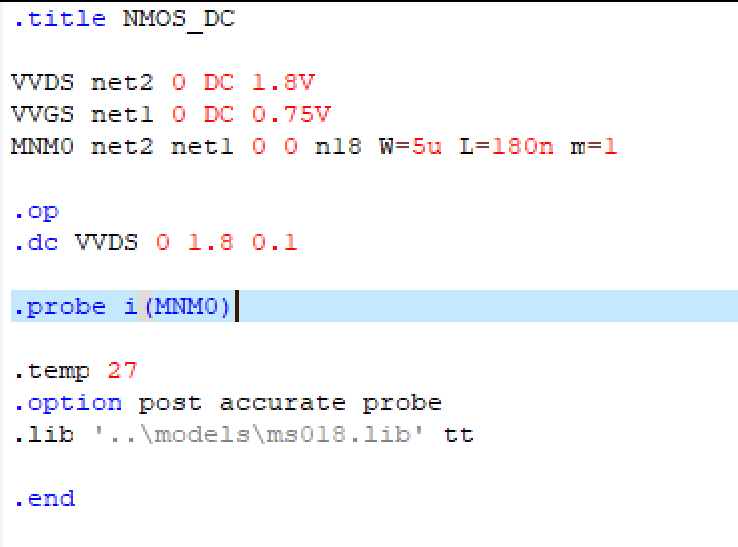 .title NMOS_DC
VVDS net2 0 DC 1.8V
VVGS net1 0 DC 0.75V
MNM0 net2 net1 0 0 n18 W=5u L=180n m=1
.op
.dc VVDS 0 1.8 0.1
.probe i(MNM0)
.temp 27
.option post accurate probe
.lib '..\models\ms018.lib' tt
.end